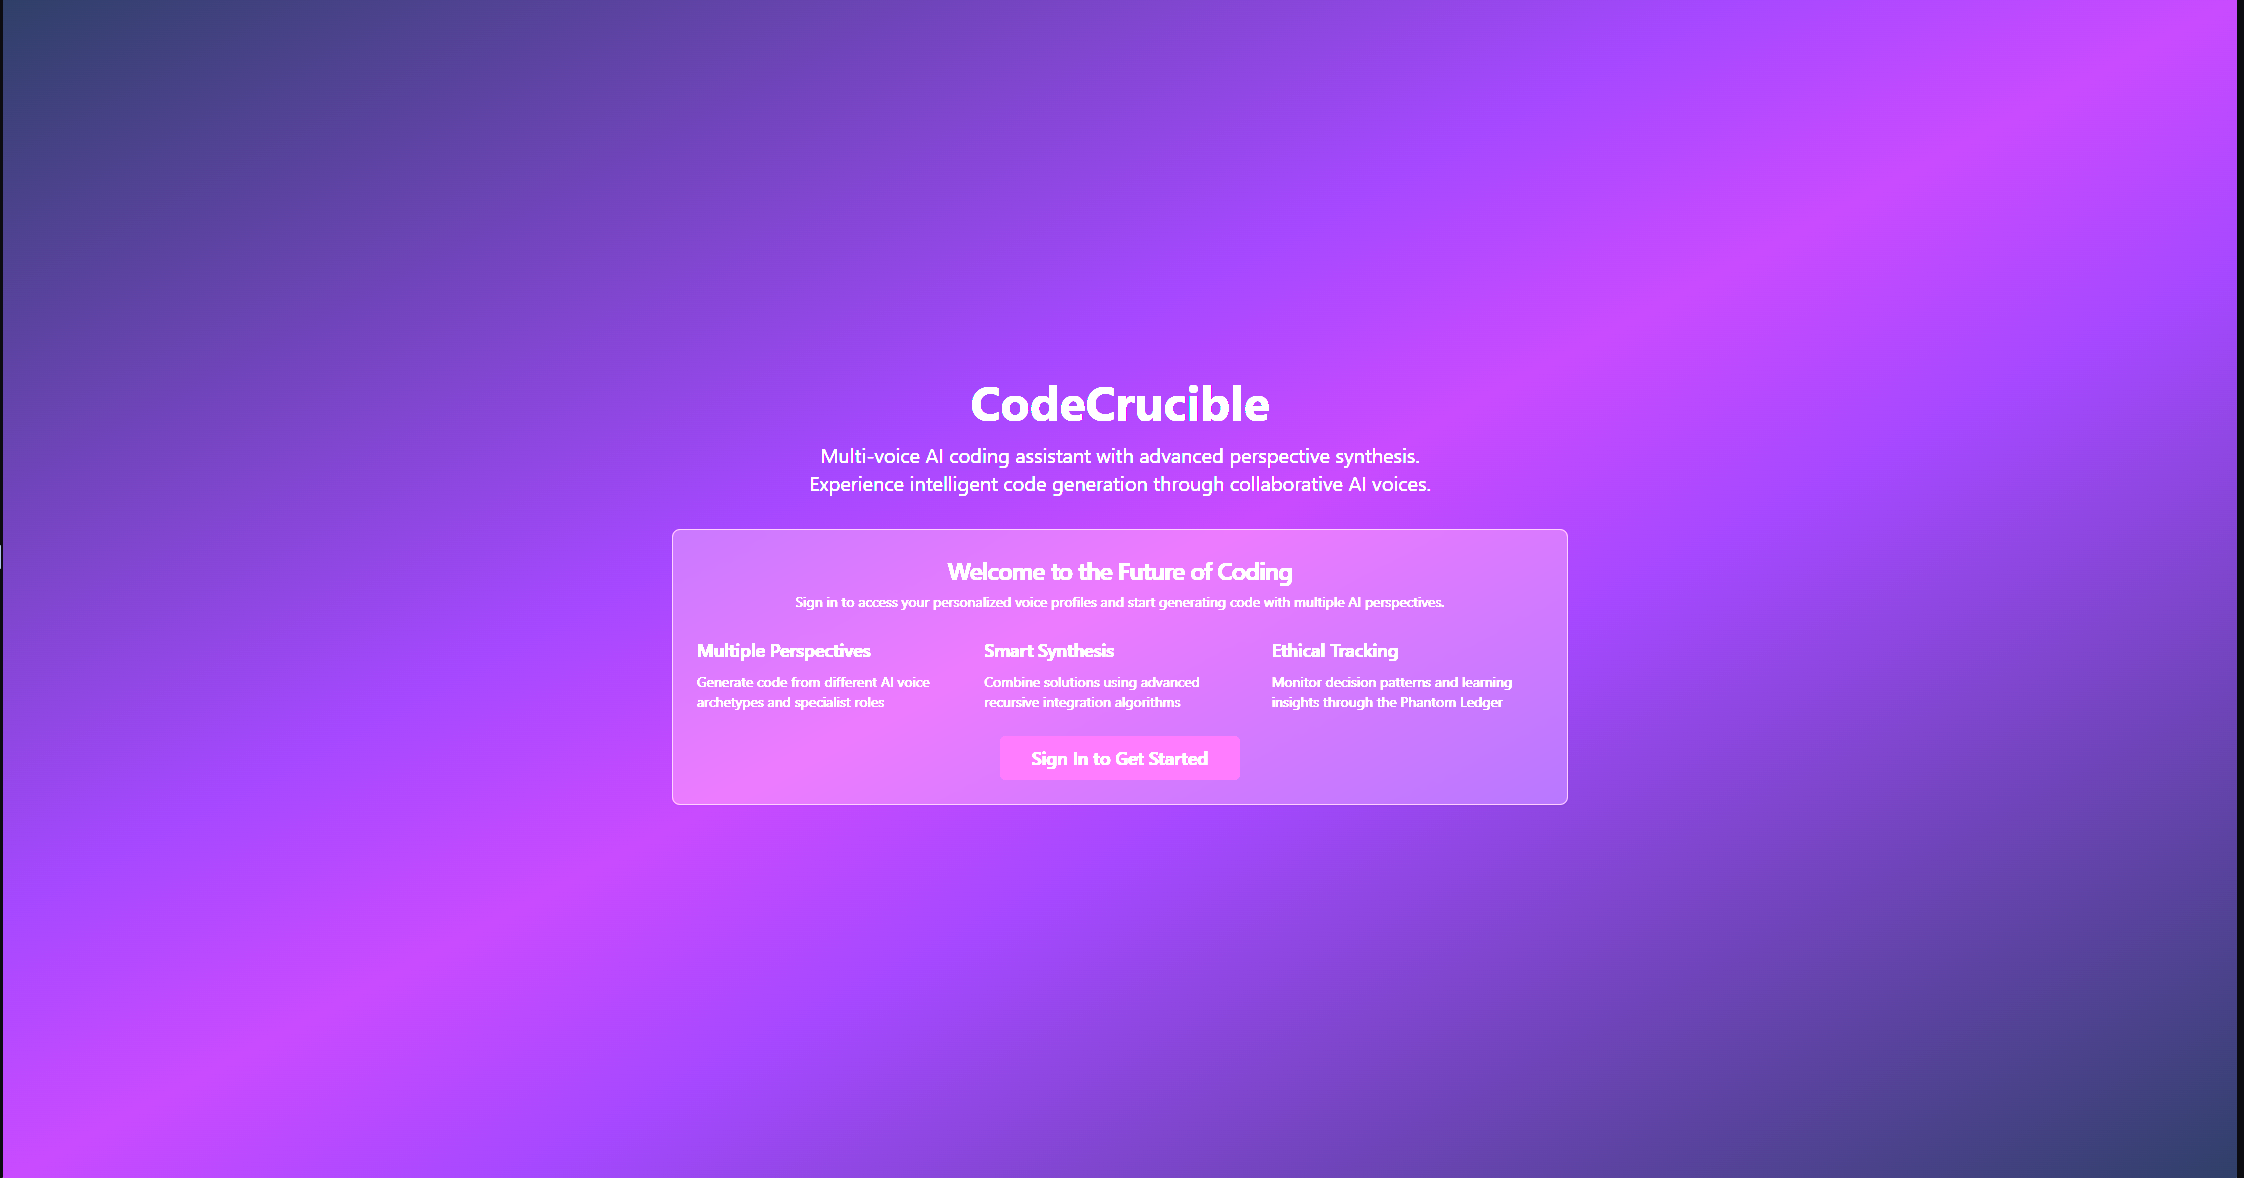 CodeCrucible
Multi-voice AI coding assistant with advanced perspective synthesis.
Experience intelligent code generation through collaborative AI voices.
Welcome to the Future of Coding
Sign in to access your personalized voice profiles and start generating code with multiple AI perspectives.
Multiple Perspectives
Generate code from different AI voice
archetypes and specialist roles
Smart Synthesis
Combine solutions using advanced
recursive integration algorithms
Ethical Tracking
Monitor decision patterns and learning
insights through the Phantom Ledger
Sign In to Get Started